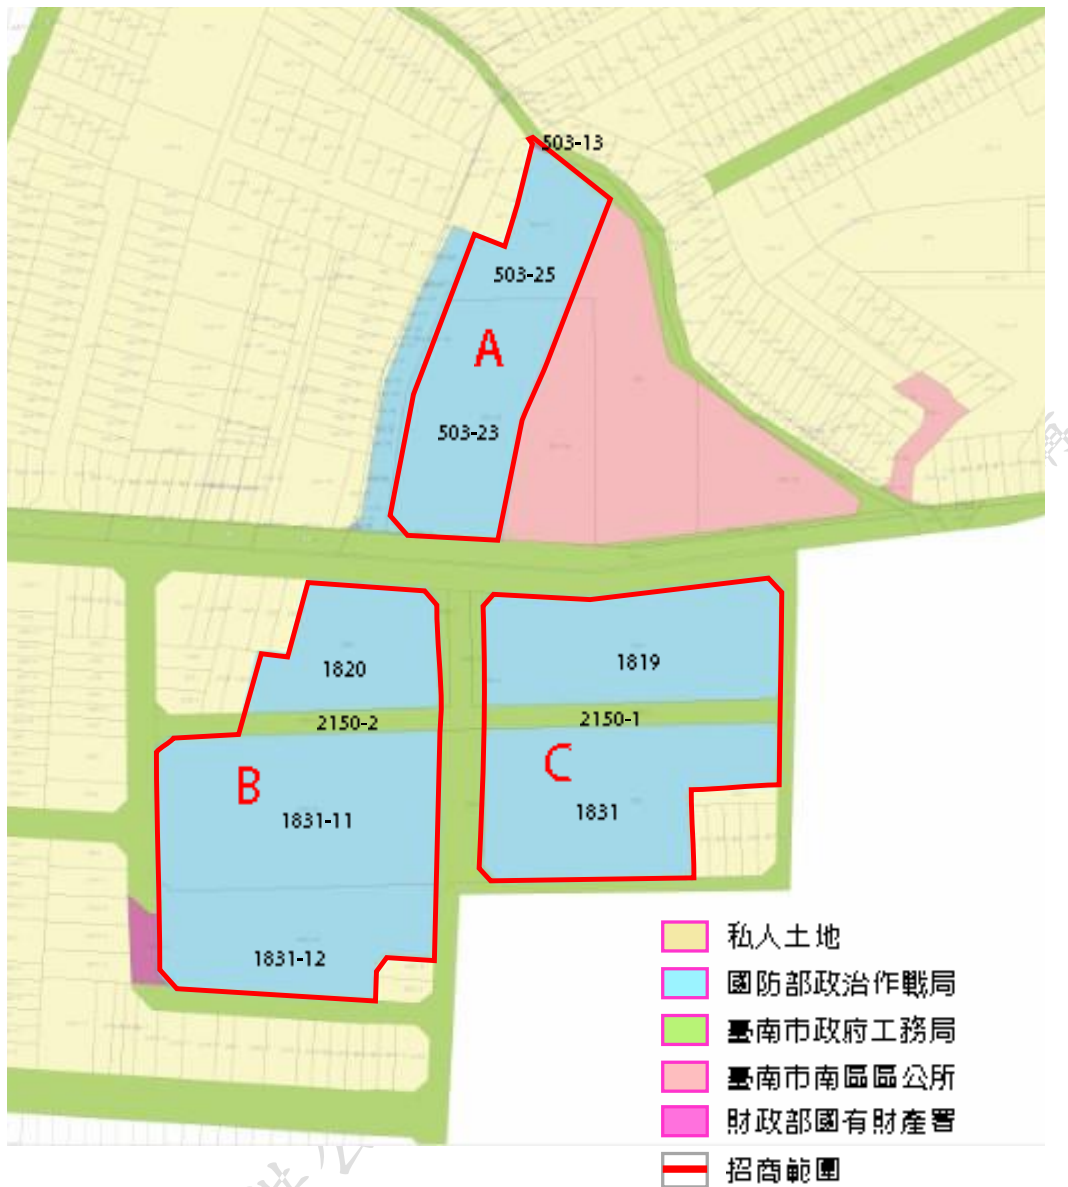 503-13
503-25
A
503-23
1820
1819
2150-2
2150-1
B
C
1831-11
1831
1831-12
私人土地
國防部政治作戰局
臺南市政府工務局
臺南市南區區公所
財政部國有財產署
招商範圍